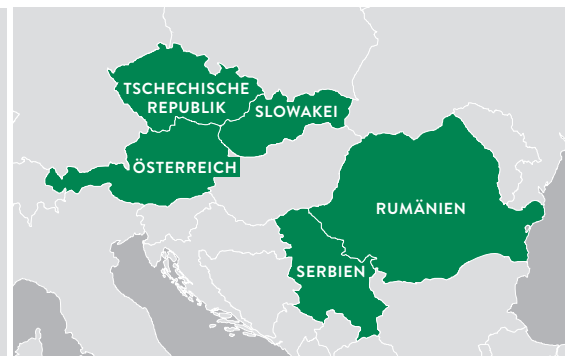 TSCHECHISCHE
REPUBLIK
SLOWAKEI
ÖSTERREICH
RUMÄNIEN
SERBIEN